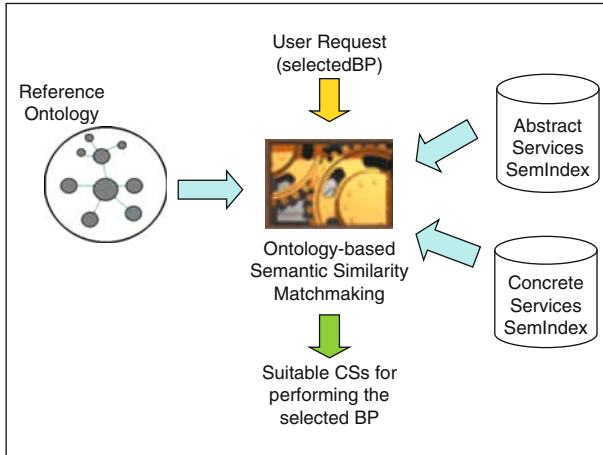 User Request
(selectedBP)
Reference
Ontology
Abstract
Services
SemIndex
Ontology-based
Semantic Similarity
Matchmaking
Concrete
Services
SemIndex
Suitable CSs for
performing the
selected BP